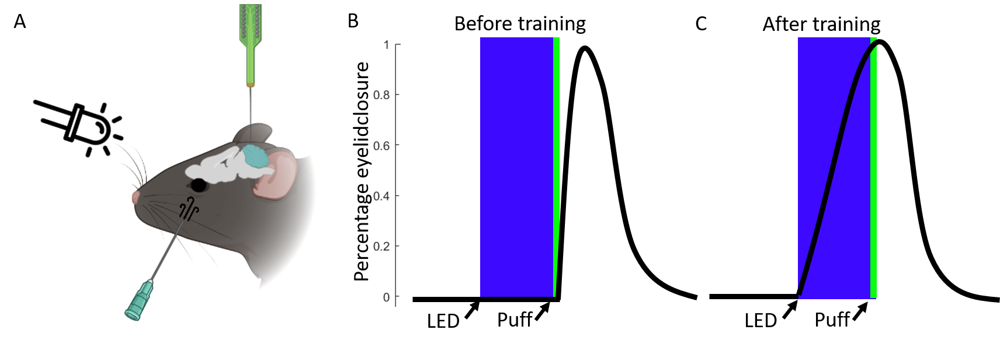 A
B
Before training
C
After training
Percentage eyelidclosure
1
0.8
0.6
0.4
0.2
0
LED
Puff
LED
Puff